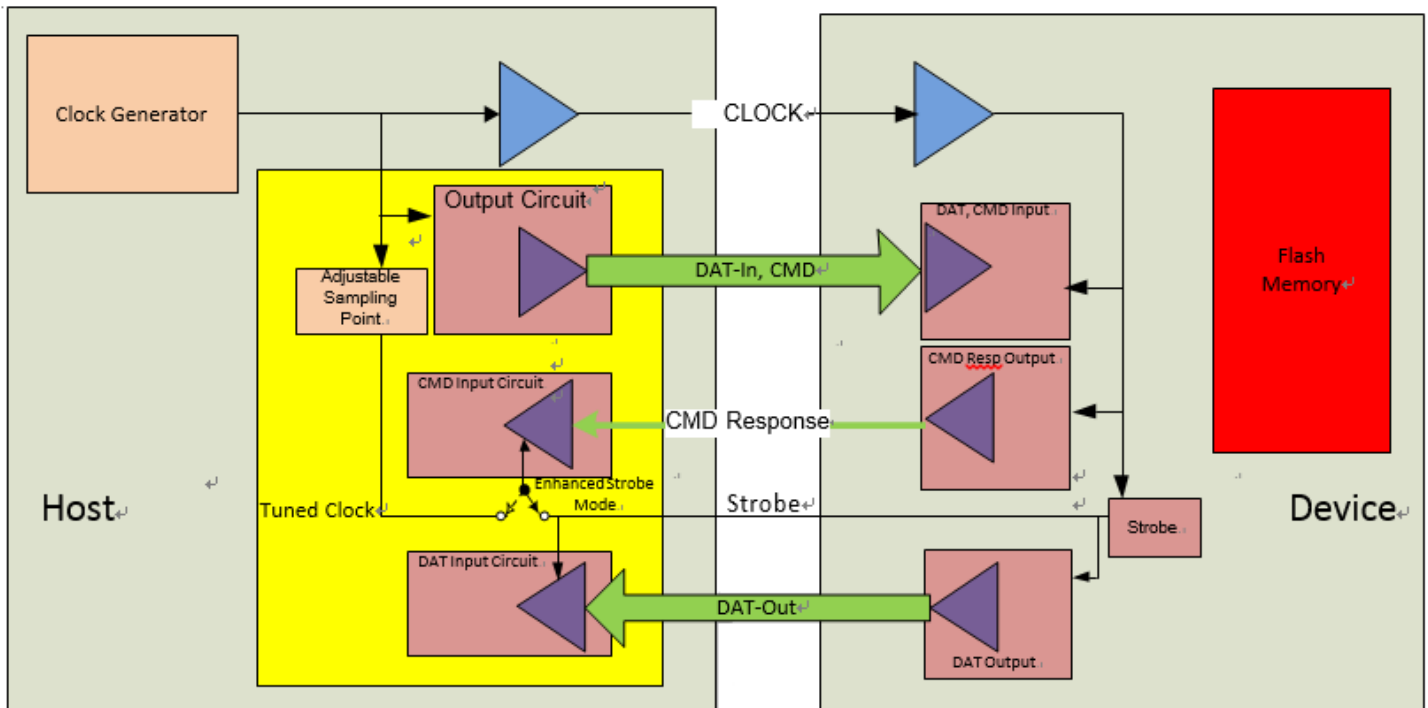 Clock Generator
CLOCK
Output Circuit
DAT, CMD Input
Flash
Memory
DAT-In, CMD
Adjustable
Sampling
Point
CMD Input Circuit
CMD Resp Output
CMD Response
Enhanced Strobe
Mode
Host
Tuned Clock
Strobe
Strobe
Device
DAT Input Circuit
DAT-Out
DAT Output